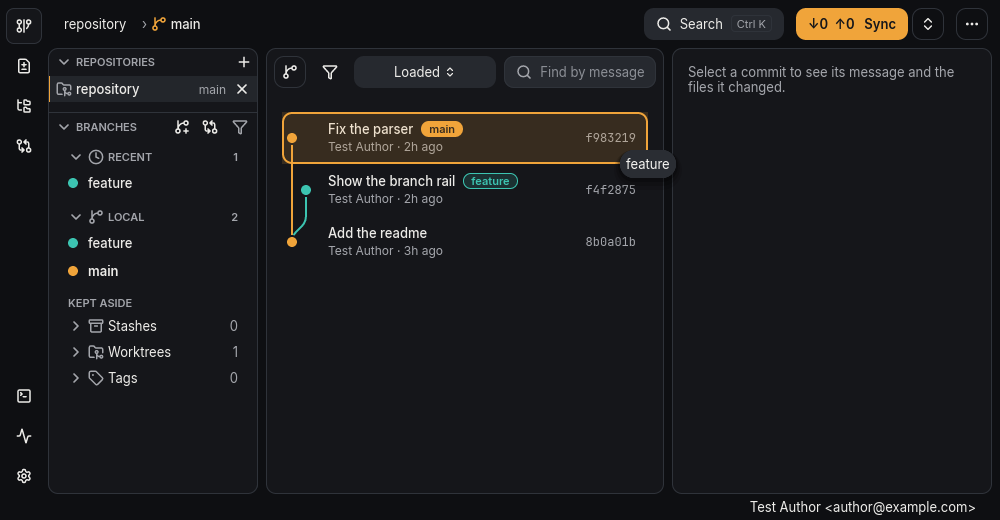 repository › main
Search Ctrl K
↓0 ↑0 Sync
REPOSITORIES
repository main
BRANCHES
RECENT 1
feature
LOCAL 2
feature
main
KEPT ASIDE
Stashes 0
Worktrees 1
Tags 0
Loaded
Find by message
Fix the parser main
Test Author · 2h ago
f983219
feature
Show the branch rail feature
Test Author · 2h ago
f4f2875
Add the readme
Test Author · 3h ago
8b0a01b
Select a commit to see its message and the
files it changed.
Test Author <author@example.com>